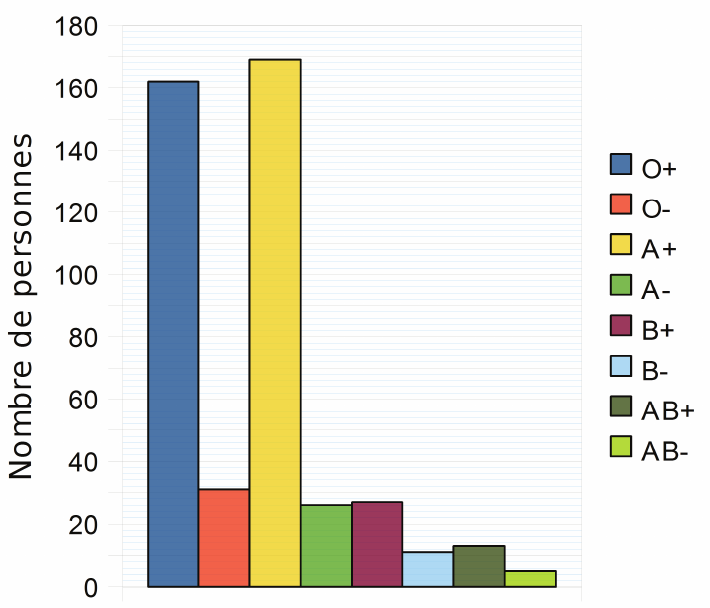 Nombre de personnes
180
160
140
120
100
80
60
40
20
0
O+
O-
A+
A-
B+
B-
AB+
AB-